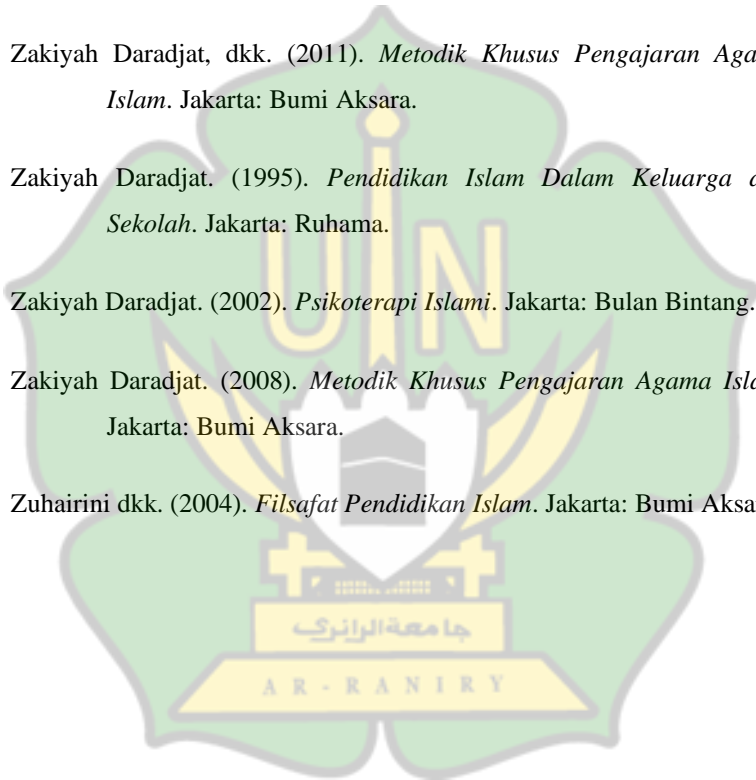 Zakiyah Daradjat, dkk. (2011). Metodik Khusus Pengajaran Aga
Islam. Jakarta: Bumi Aksara.
Zakiyah Daradjat. (1995). Pendidikan Islam Dalam Keluarga
Sekolah. Jakarta: Ruhama.
Zakiyah Daradjat. (2002). Psikoterapi Islami. Jakarta: Bulan Bintang.
Zakiyah Daradjat. (2008). Metodik Khusus Pengajaran Agama Isla
Jakarta: Bumi Aksara.
Zuhairini dkk. (2004). Filsafat Pendidikan Islam. Jakarta: Bumi Aksa
UIN
جامعة الرانري
AR-RANIRY